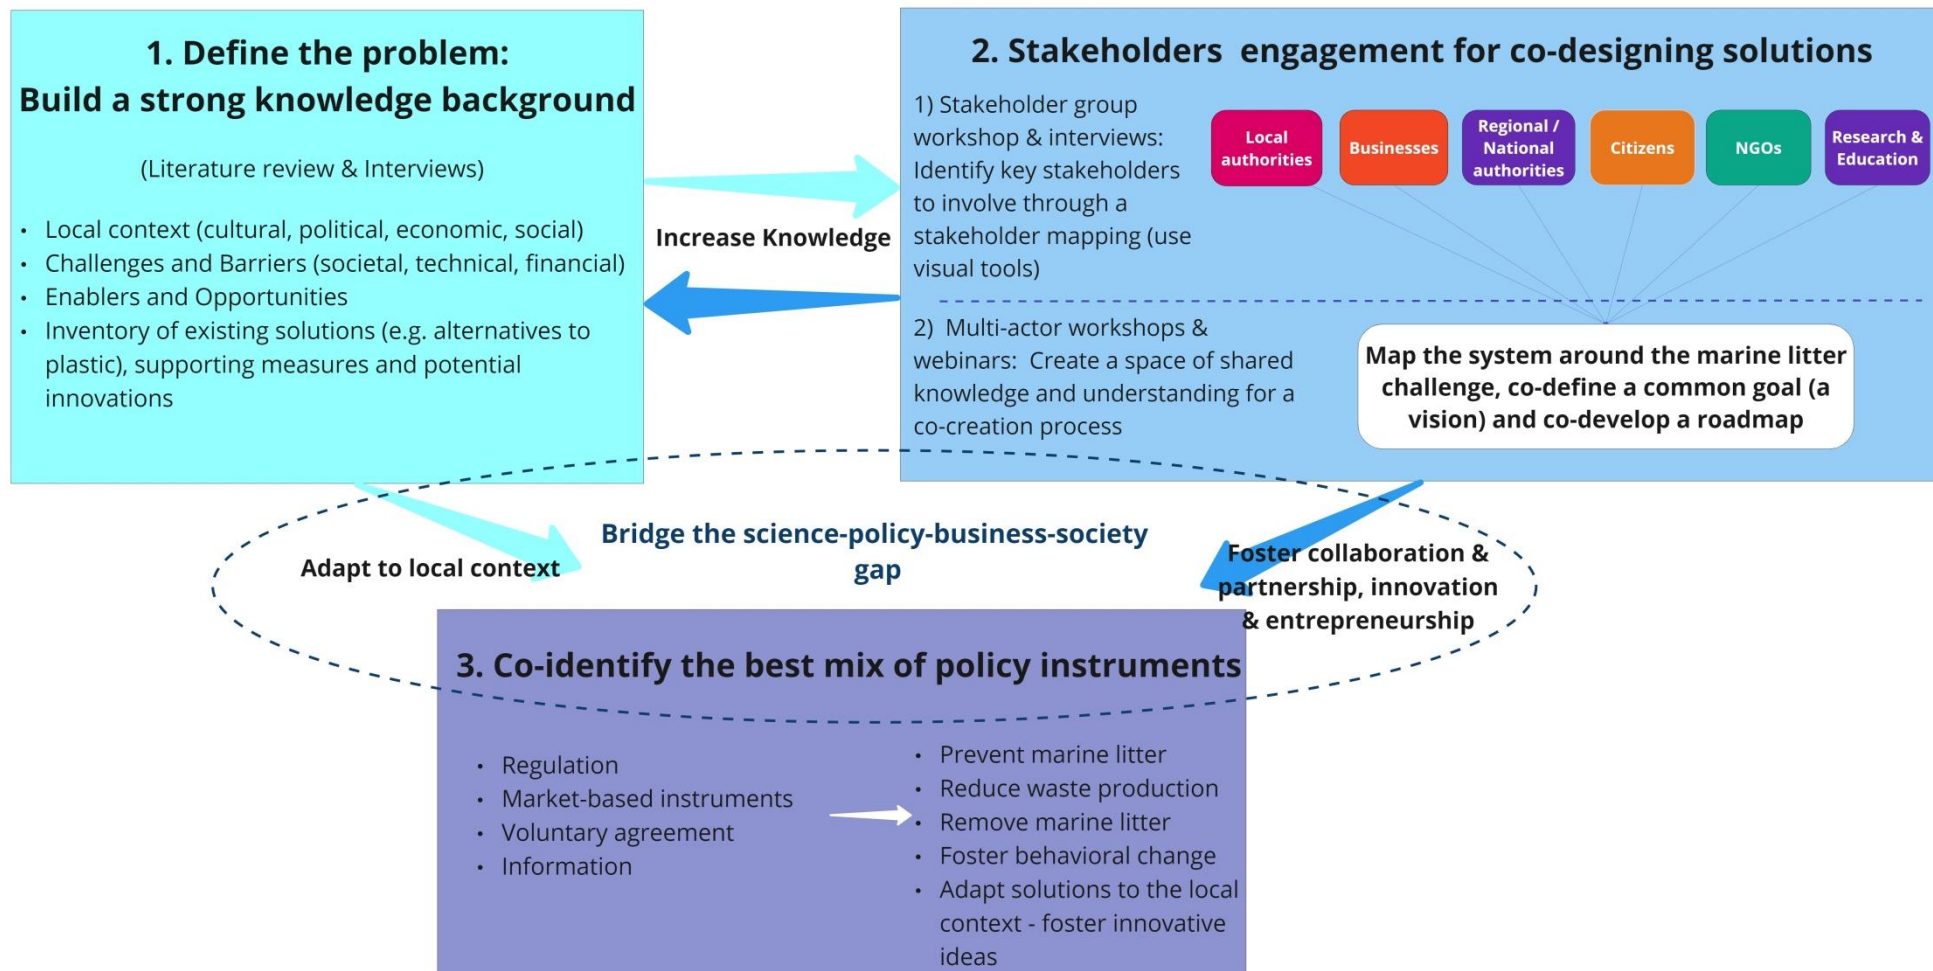 1. Define the problem:
Build a strong knowledge background
(Literature review & Interviews)
• Local context (cultural, political, economic, social)
• Challenges and Barriers (societal, technical, financial)
• Enablers and Opportunities
• Inventory of existing solutions (e.g. alternatives to
plastic), supporting measures and potential
innovations
Increase Knowledge
2. Stakeholders engagement for co-designing solutions
1) Stakeholder group
workshop & interviews:
Identify key stakeholders
to involve through a
stakeholder mapping (use
visual tools)
Local
authorities
Businesses
Regional /
National
authorities
Citizens
NGOs
Research &
Education
2) Multi-actor workshops &
webinars: Create a space of shared
knowledge and understanding for a
co-creation process
Map the system around the marine litter
challenge, co-define a common goal (a
vision) and co-develop a roadmap
Adapt to local context
Bridge the science-policy-business-society
gap
Foster collaboration &
partnership, innovation
& entrepreneurship
3. Co-identify the best mix of policy instruments
• Regulation
• Market-based instruments
• Voluntary agreement
• Information
• Prevent marine litter
• Reduce waste production
• Remove marine litter
• Foster behavioral change
• Adapt solutions to the local
context - foster innovative
ideas